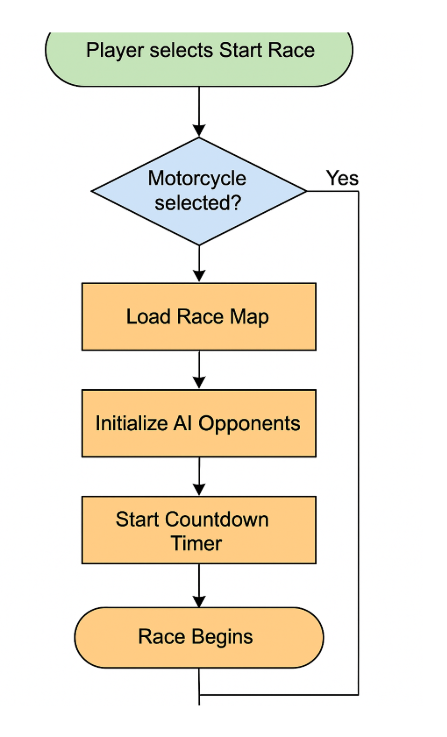 Player selects Start Race
Motorcycle
selected?
Yes
Load Race Map
Initialize AI Opponents
Start Countdown
Timer
Race Begins